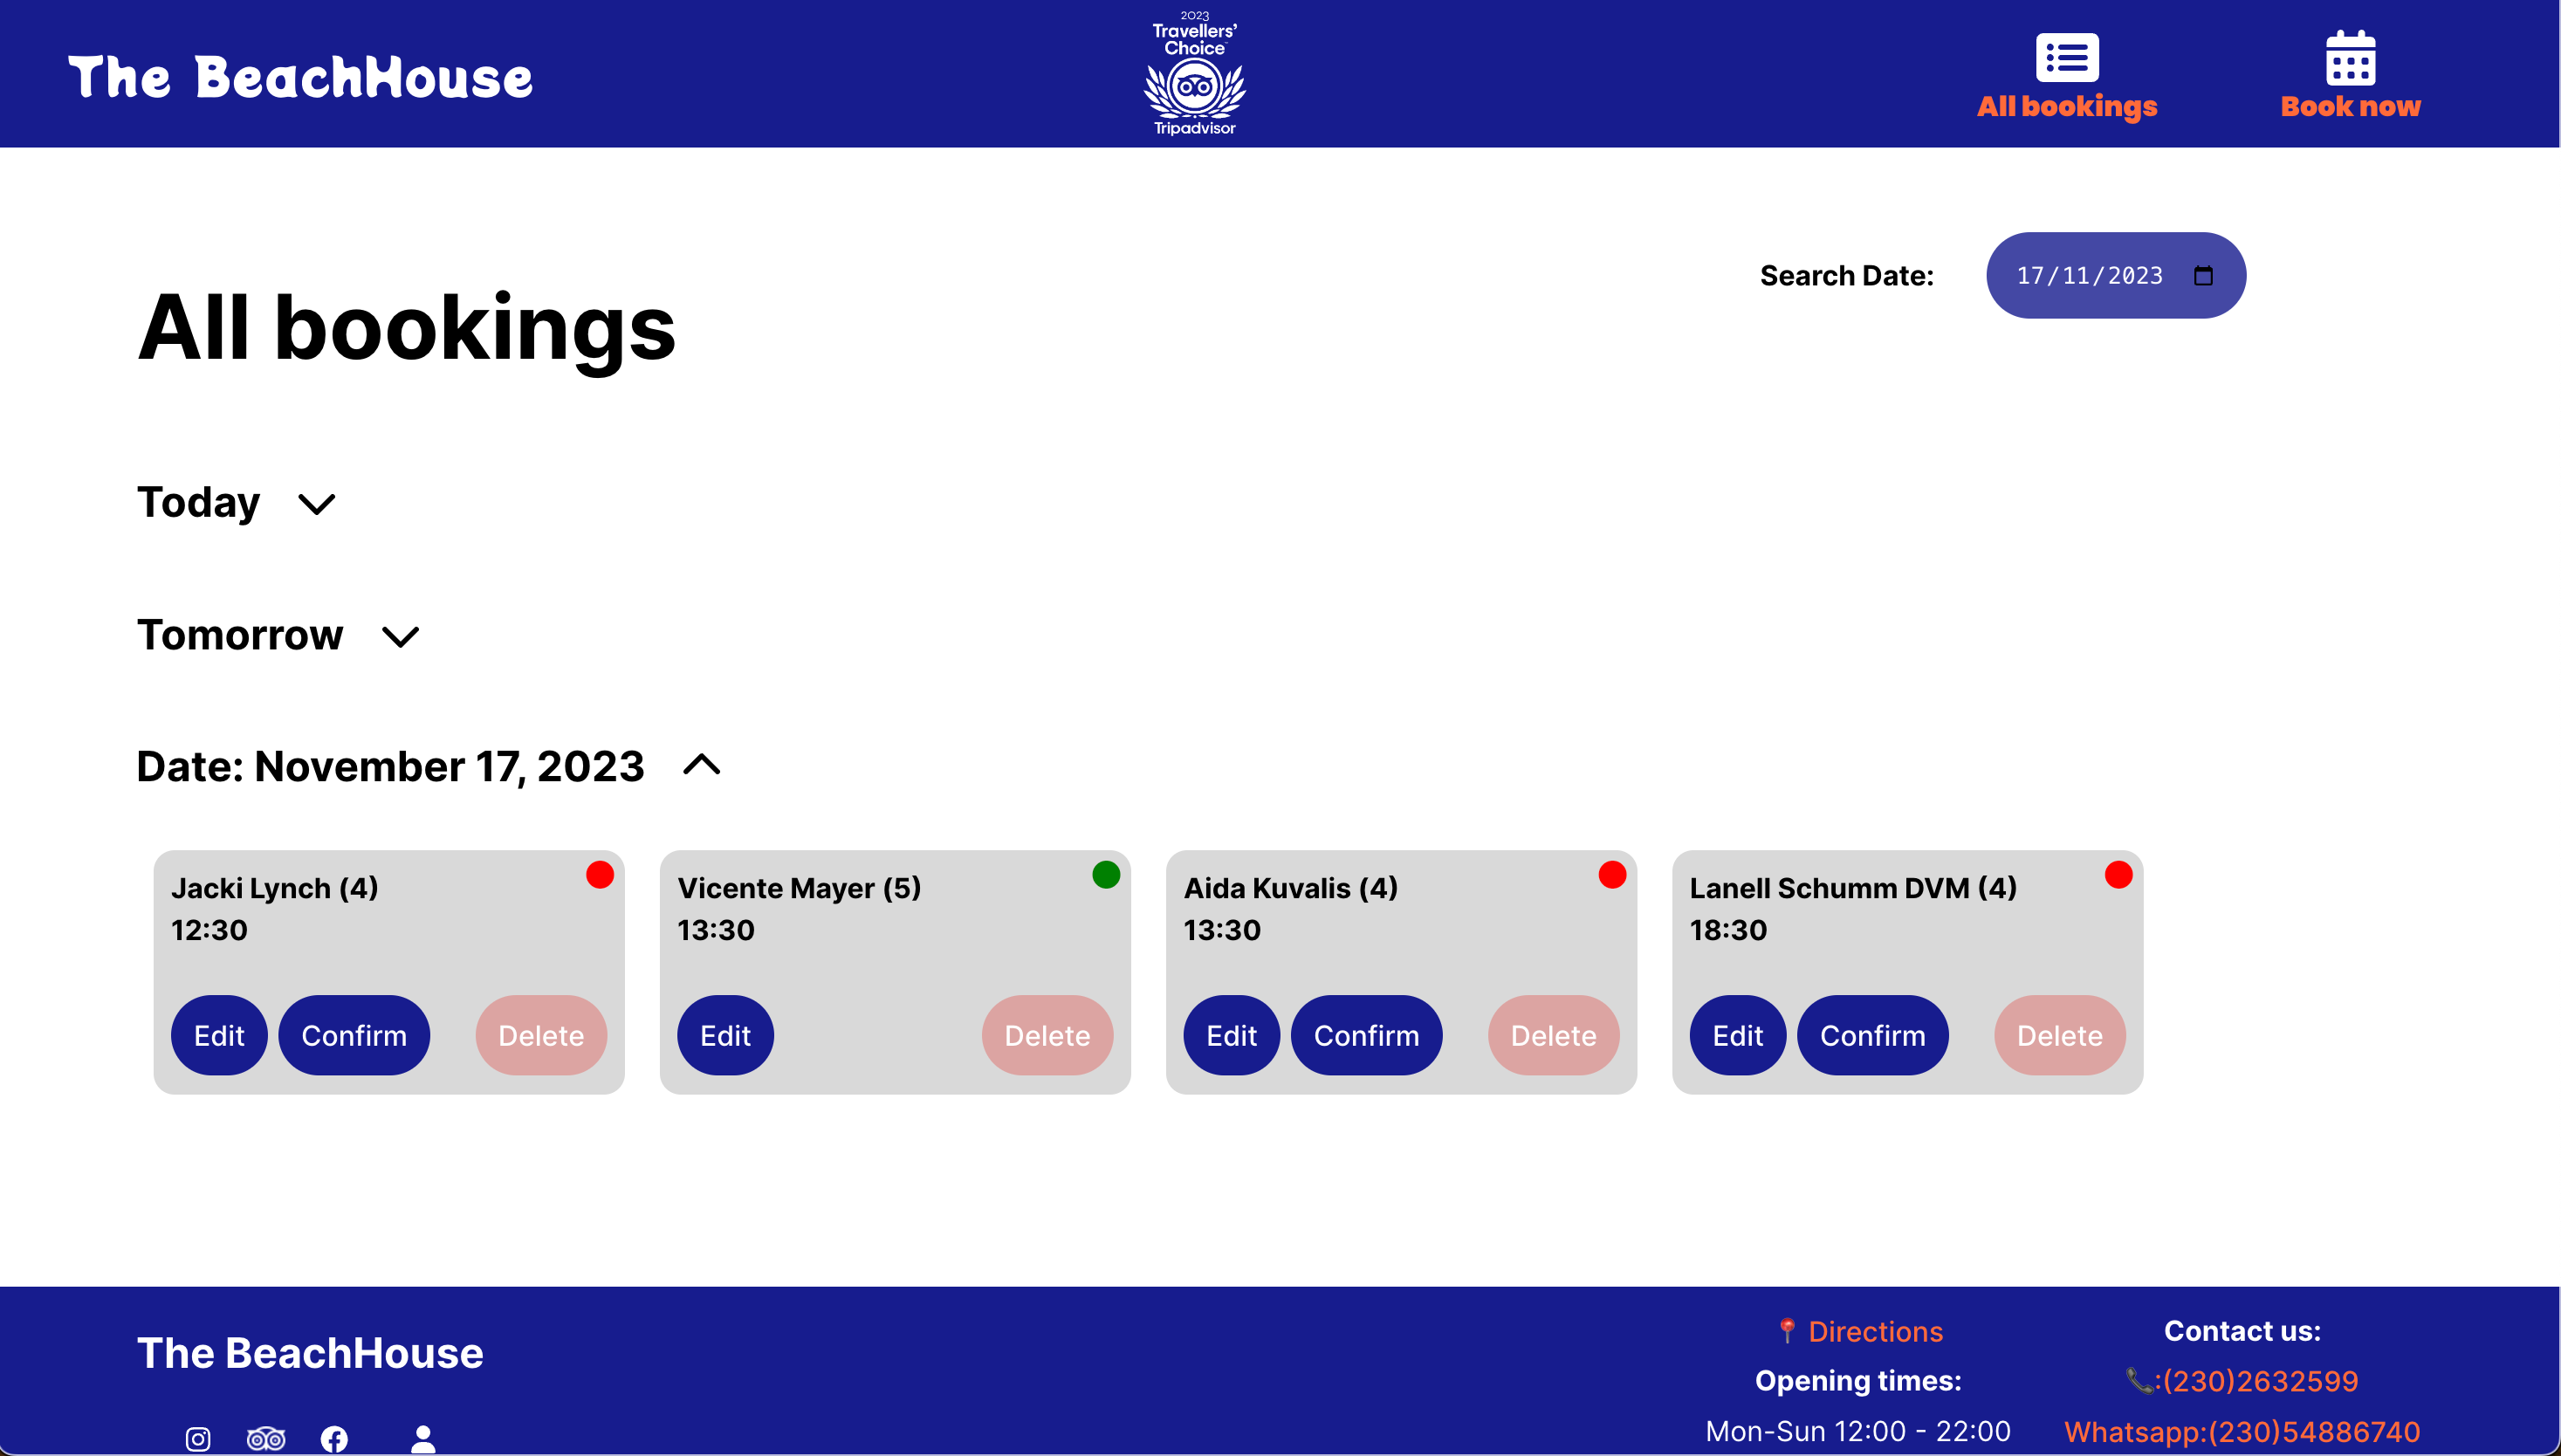 The BeachHouse
2023
Travellers'
Choice
Tripadvisor
All bookings
Book now
Search Date:
17/11/2023
All bookings
Today
Tomorrow
Date: November 17, 2023
Jacki Lynch (4)
12:30
Edit Confirm Delete
Vicente Mayer (5)
13:30
Edit Delete
Aida Kuvalis (4)
13:30
Edit Confirm Delete
Lanell Schumm DVM (4)
18:30
Edit Confirm Delete
The BeachHouse
📍 Directions
Opening times:
Mon-Sun 12:00 - 22:00
Contact us:
📞:(230)2632599
Whatsapp:(230)54886740